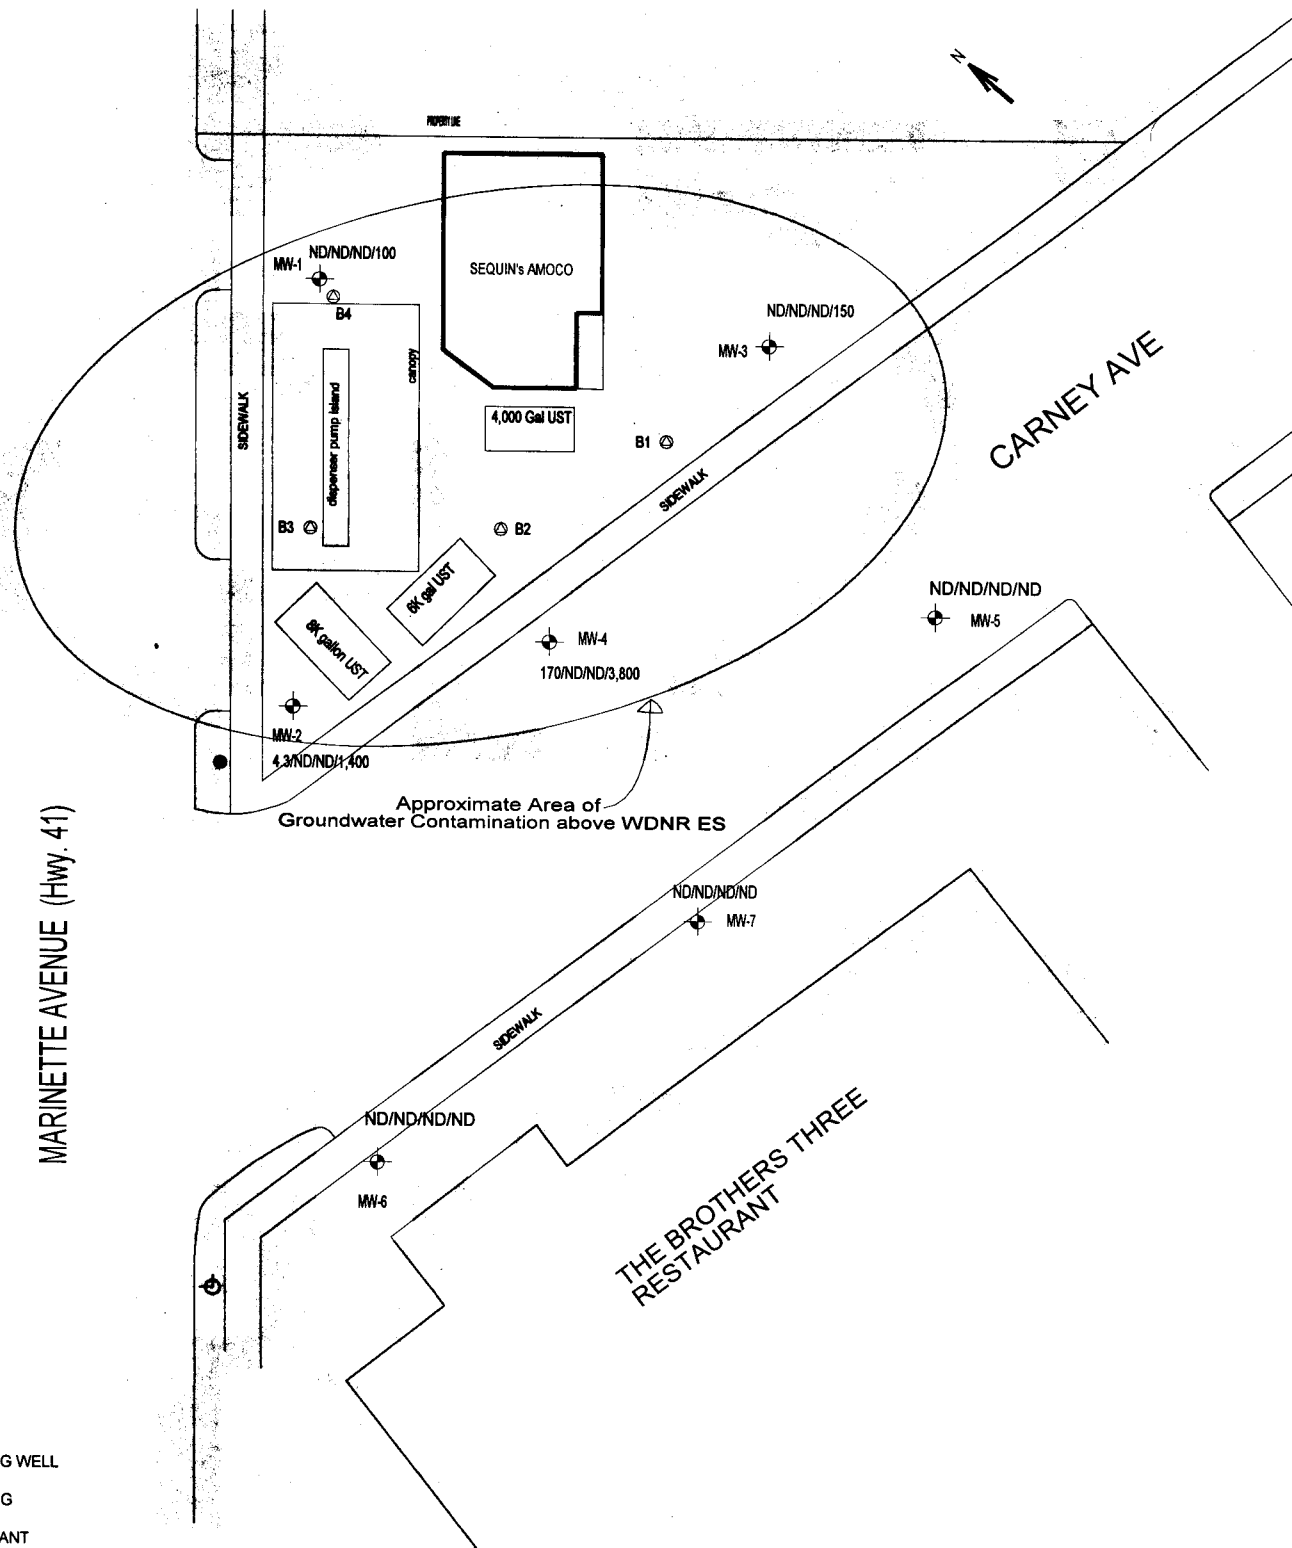 N
PROPERTY LINE
ND/ND/ND/100
MW-1
B4
SEQUIN's AMOCO
canopy
dispenser pump island
SIDEWALK
ND/ND/ND/150
MW-3
4,000 Gal UST
B1
SIDEWALK
CARNEY AVE
B3
B2
6K gal UST
8K gallon UST
MW-4
170/ND/ND/3,800
ND/ND/ND/ND
MW-5
MW-2
4.3/ND/ND/1,400
Approximate Area of
Groundwater Contamination above WDNR ES
MARINETTE AVENUE (Hwy. 41)
ND/ND/ND/ND
MW-7
SIDEWALK
ND/ND/ND/ND
MW-6
THE BROTHERS THREE
RESTAURANT
G WELL
G
ANT